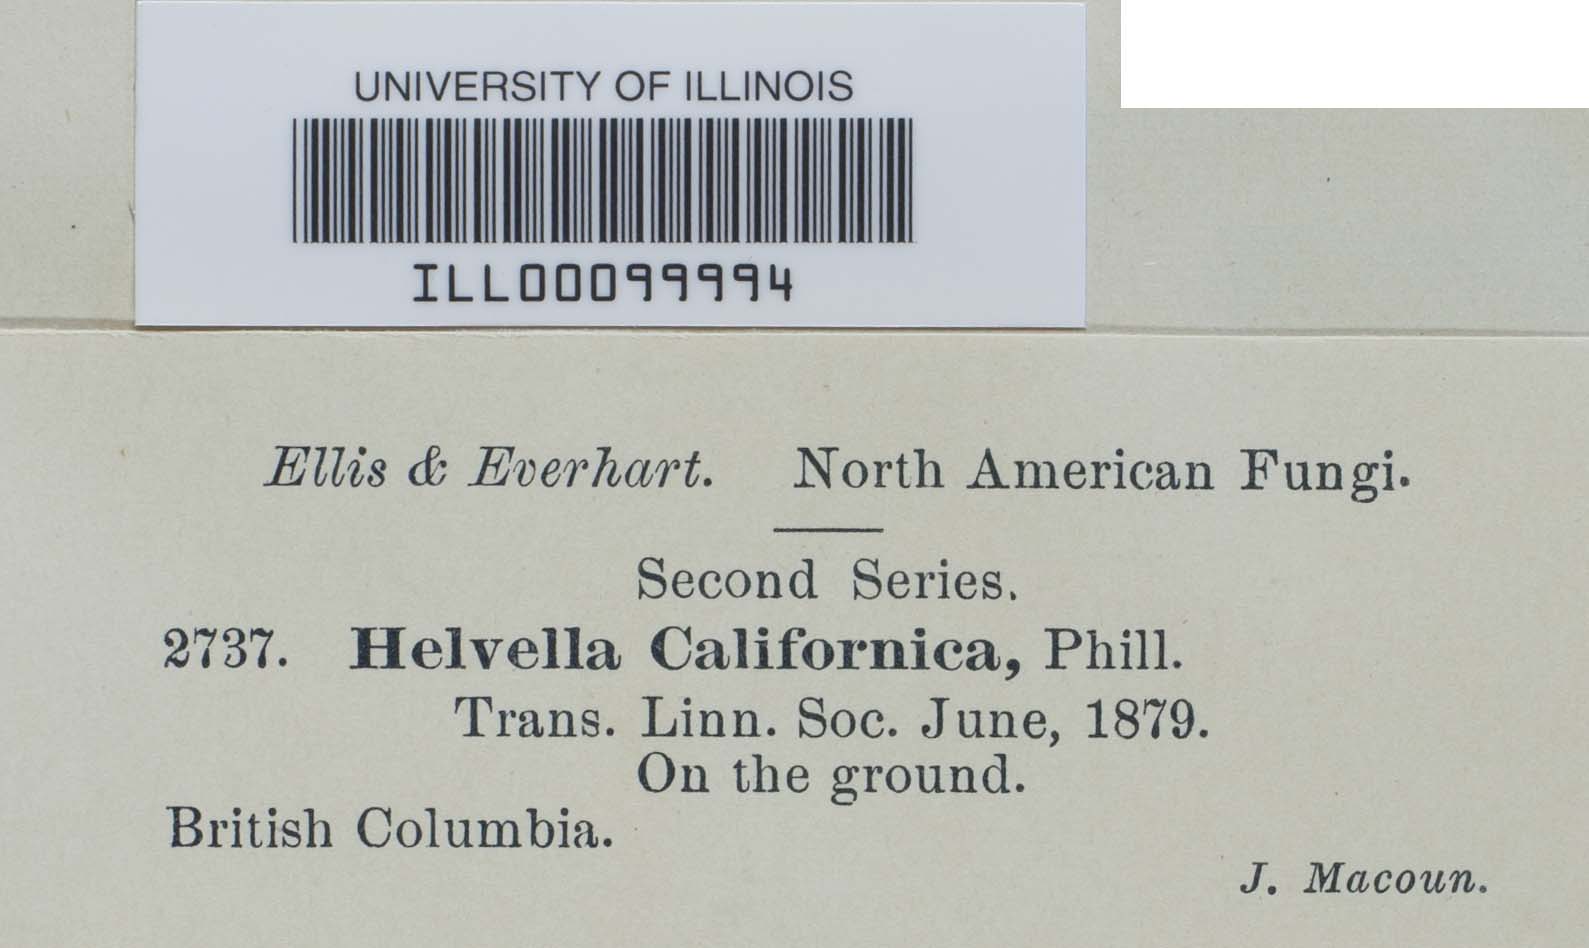 UNIVERSITY OF ILLINOIS
ILL00099994
Ellis & Everhart. North American Fungi.
Second Series.
2737. Helvella Californica, Phill.
Trans. Linn. Soc. June, 1879.
On the ground.
British Columbia.
J. Macoun.